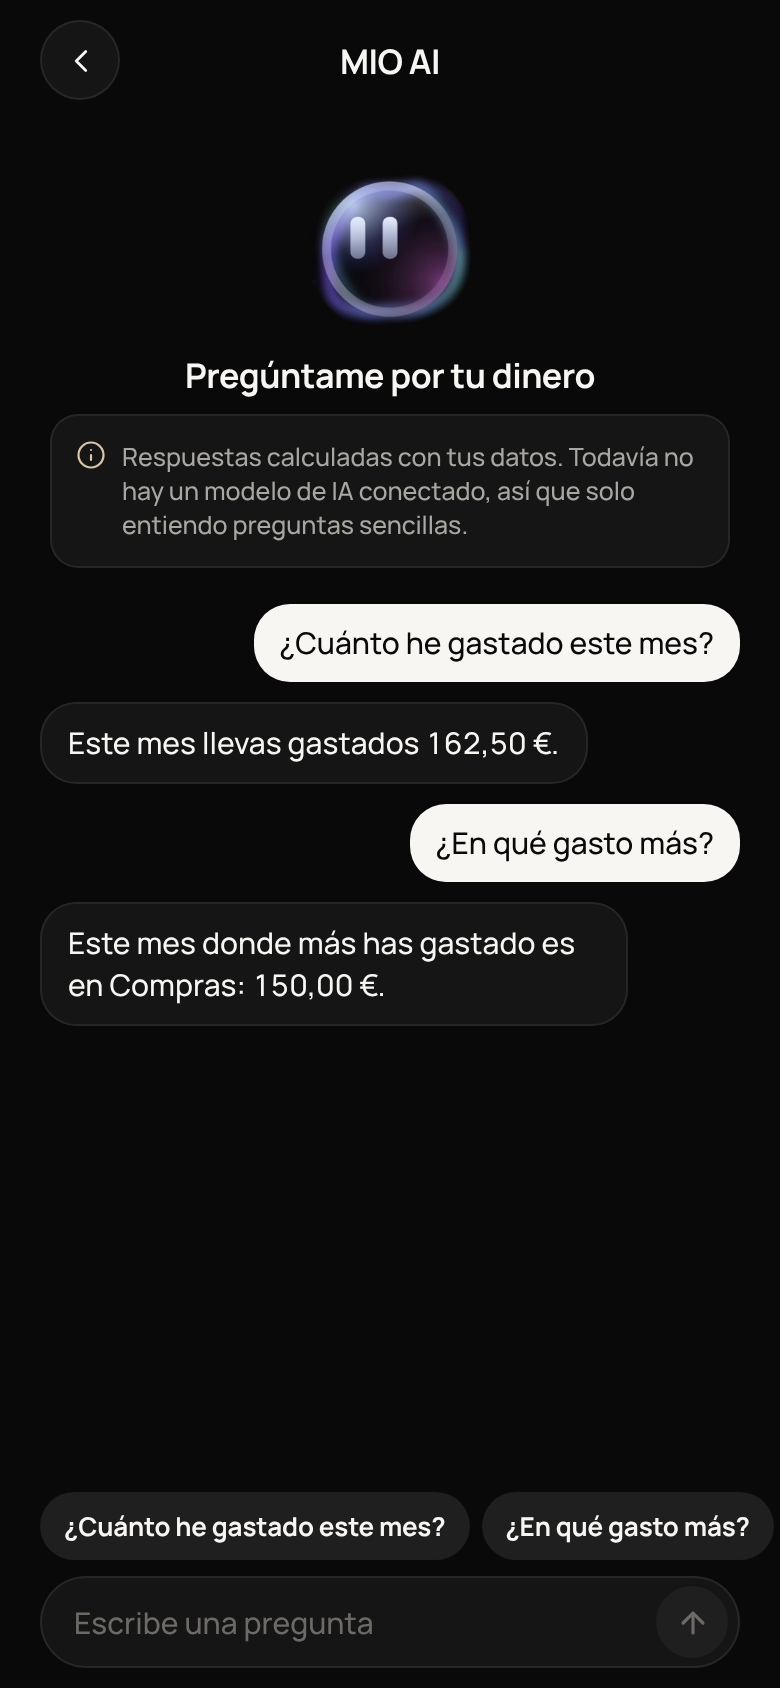 MIO AI
Pregúntame por tu dinero
Respuestas calculadas con tus datos. Todavía no
hay un modelo de IA conectado, así que solo
entiendo preguntas sencillas.
¿Cuánto he gastado este mes?
Este mes llevas gastados 162,50 €.
¿En qué gasto más?
Este mes donde más has gastado es
en Compras: 150,00 €.
¿Cuánto he gastado este mes?
¿En qué gasto más?
Escribe una pregunta